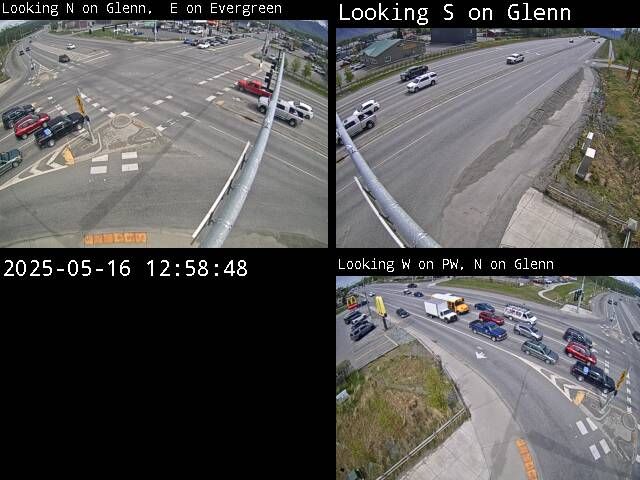 Looking N on Glenn, E on Evergreen
Looking S on Glenn
2025-05-16 12:58:48
Looking W on PW, N on Glenn